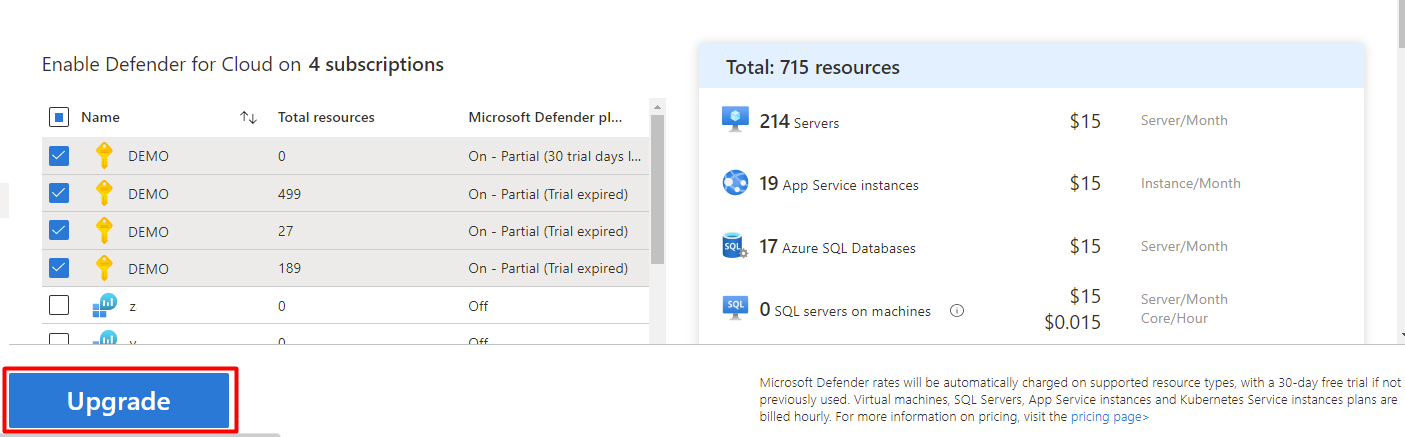 Enable Defender for Cloud on 4 subscriptions
Name
Total resources
Microsoft Defender pl...
DEMO
0
On - Partial (30 trial days l...
DEMO
499
On - Partial (Trial expired)
DEMO
27
On - Partial (Trial expired)
DEMO
189
On - Partial (Trial expired)
z
0
Off
Total: 715 resources
214 Servers
$15
Server/Month
19 App Service instances
$15
Instance/Month
SQL
17 Azure SQL Databases
$15
Server/Month
SQL
0 SQL servers on machines
$15
Server/Month
$0.015
Core/Hour
Upgrade
Microsoft Defender rates will be automatically charged on supported resource types, with a 30-day free trial if not
previously used. Virtual machines, SQL Servers, App Service instances and Kubernetes Service instances plans are
billed hourly. For more information on pricing, visit the pricing page>